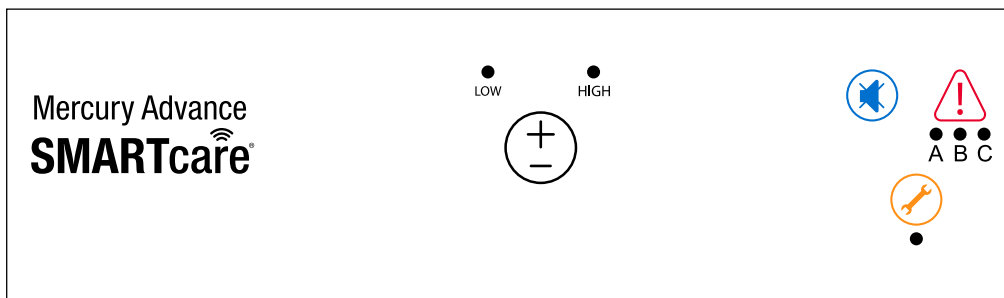 Mercury Advance
SMARTcare®
LOW HIGH
+
−
!
A B C